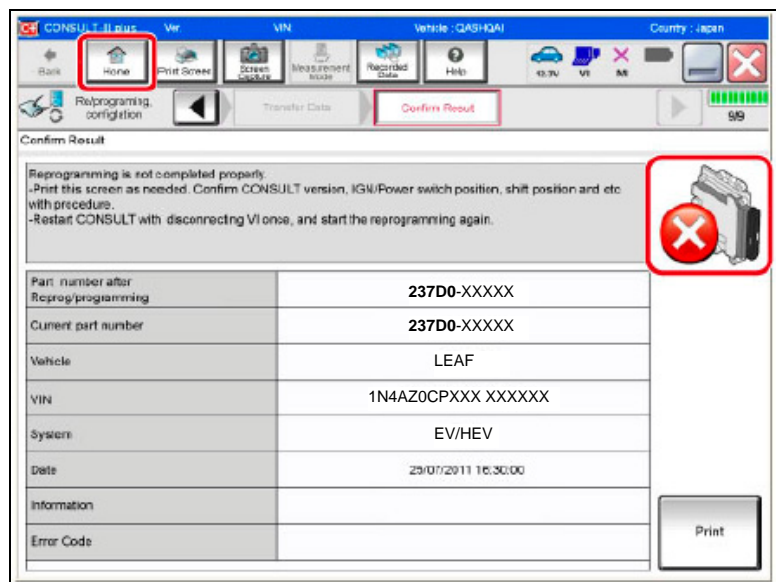 CONSULT-III plus Ver. VIN Vehicle : QASHQAI Country : Japan
Back Home Print Screen Screen Capture Measurement Mode Recorded Data Help 12.7V VI MI
Re/programing, configlation Transfer Data Confirm Result 9/9
Confirm Result
Reprogramming is not completed properly.
-Print this screen as needed. Confirm CONSULT version, IGN/Power switch position, shift position and etc
with procedure.
-Restart CONSULT with disconnecting VI once, and start the reprogramming again.
Part number after
Reprog/programming
237D0-XXXXX
Current part number 237D0-XXXXX
Vehicle LEAF
VIN 1N4AZ0CPXXX XXXXXX
System EV/HEV
Date 25/07/2011 16:30:00
Information
Error Code
Print